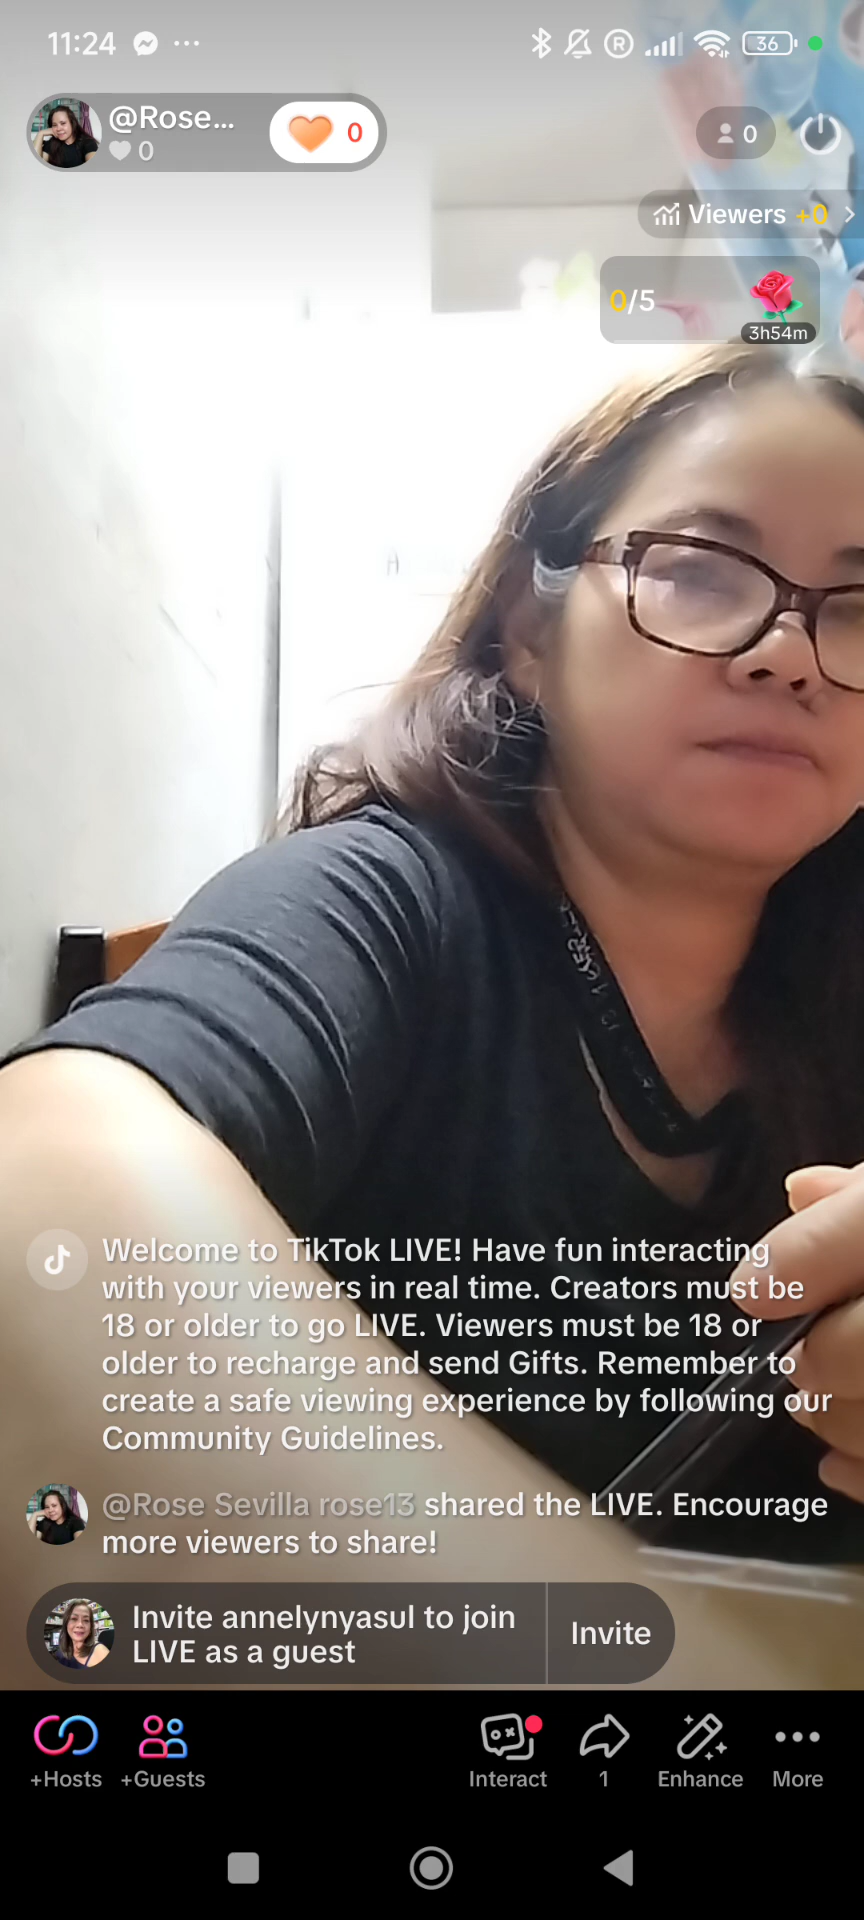 11:24
R
36
@Rose...
0
0
0
Viewers +0
0/5
3h54m
Welcome to TikTok LIVE! Have fun interacting
with your viewers in real time. Creators must be
18 or older to go LIVE. Viewers must be 18 or
older to recharge and send Gifts. Remember to
create a safe viewing experience by following our
Community Guidelines.
@Rose Sevilla rose13 shared the LIVE. Encourage
more viewers to share!
Invite annelynyasul to join
LIVE as a guest
Invite
+Hosts
+Guests
Interact
1
Enhance
More